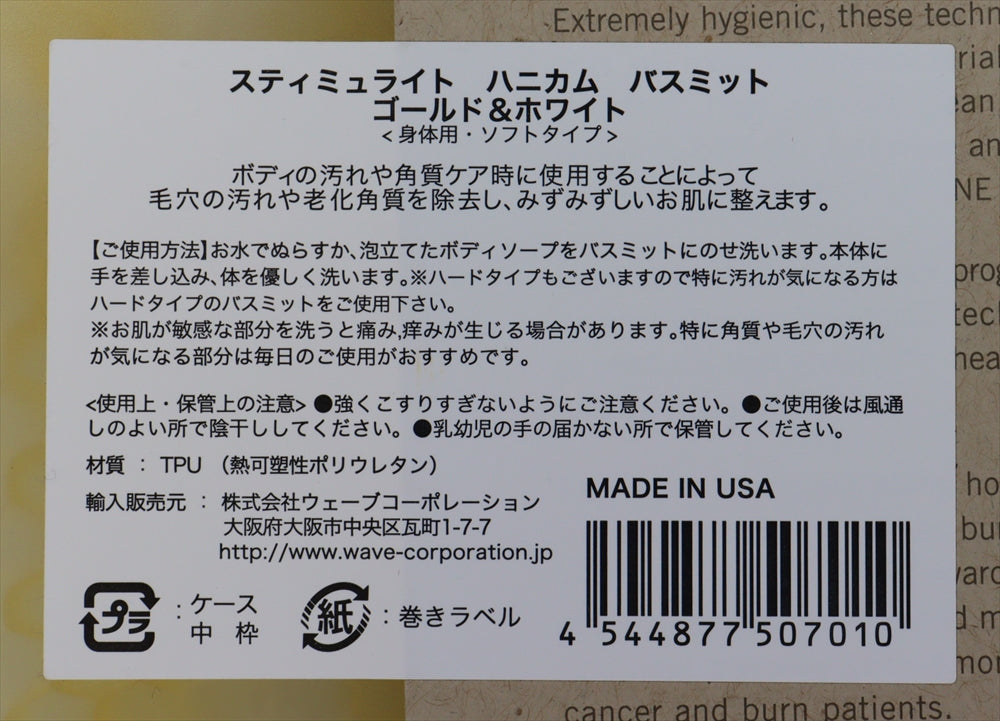 Extremely hygienic, these techn
スティミュライト ハニカム バスミット
ゴールド＆ホワイト
<身体用・ソフトタイプ>
ボディの汚れや角質ケア時に使用することによって
毛穴の汚れや老化角質を除去し、みずみずしいお肌に整えます。
【ご使用方法】お水でぬらすか、泡立てたボディソープをバスミットにのせ洗います。本体に
手を差し込み、体を優しく洗います。※ハードタイプもございますので特に汚れが気になる方は
ハードタイプのバスミットをご使用下さい。
※お肌が敏感な部分を洗うと痛み,痒みが生じる場合があります。特に角質や毛穴の汚れ
が気になる部分は毎日のご使用がおすすめです。
<使用上・保管上の注意> ●強くこすりすぎないようにご注意ください。 ●ご使用後は風通
しのよい所で陰干ししてください。 ●乳幼児の手の届かない所で保管してください。
材質 ： TPU （熱可塑性ポリウレタン）
輸入販売元 ： 株式会社ウェーブコーポレーション
大阪府大阪市中央区瓦町1-7-7
http://www.wave-corporation.jp
MADE IN USA
プラ ： ケース
中 枠
紙 ： 巻きラベル
4 544877 507010
cancer and burn patients.